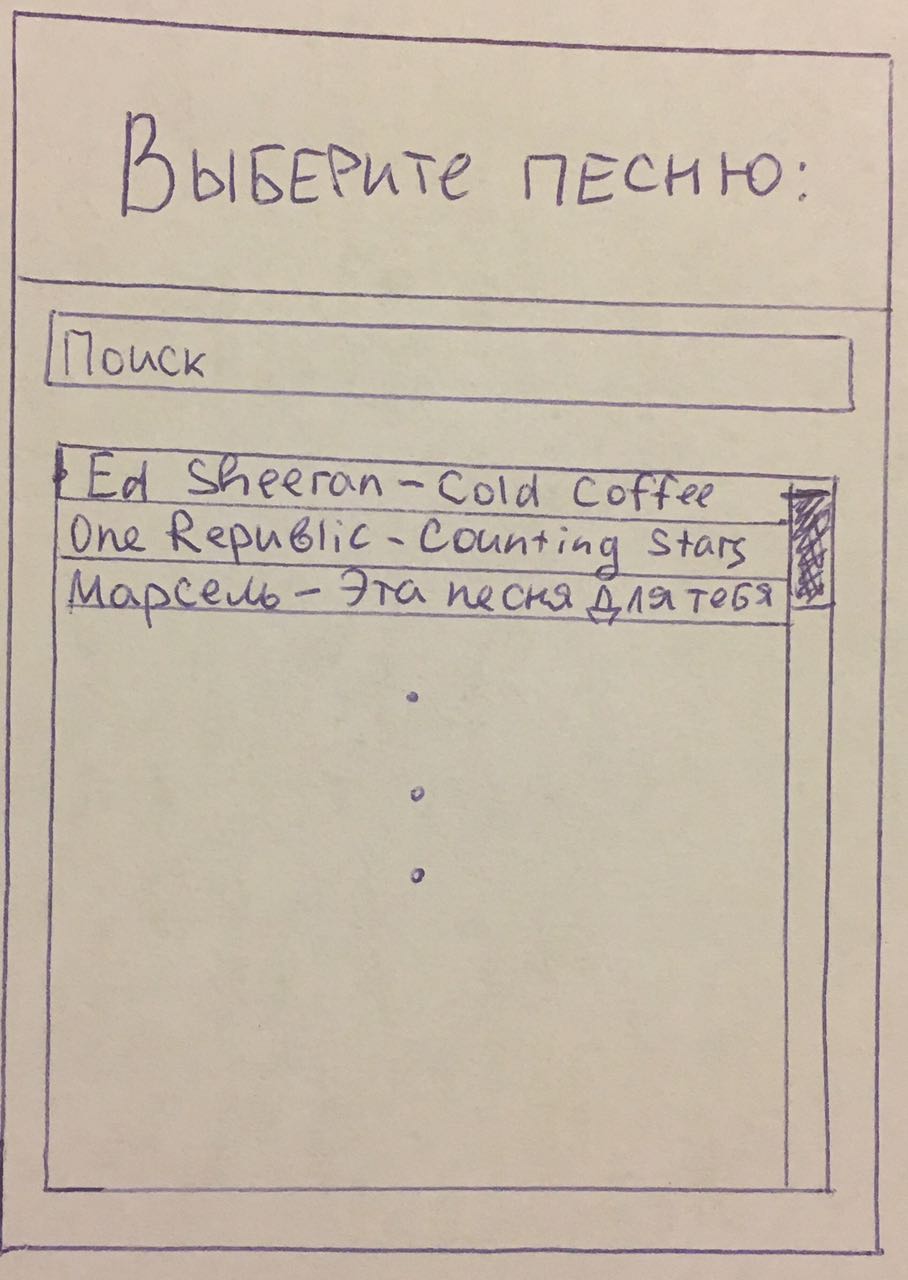 Выберите песню:
Поиск
Ed Sheeran - Cold Coffee
One Republic - Counting Stars
Марсель - Эта песня для тебя